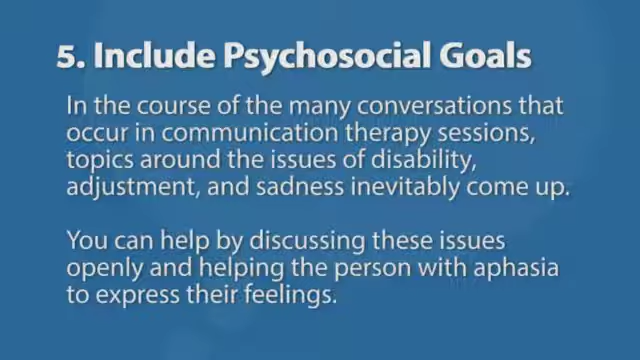 5. Include Psychosocial Goals
In the course of the many conversations that
occur in communication therapy sessions,
topics around the issues of disability,
adjustment, and sadness inevitably come up.
You can help by discussing these issues
openly and helping the person with aphasia
to express their feelings.